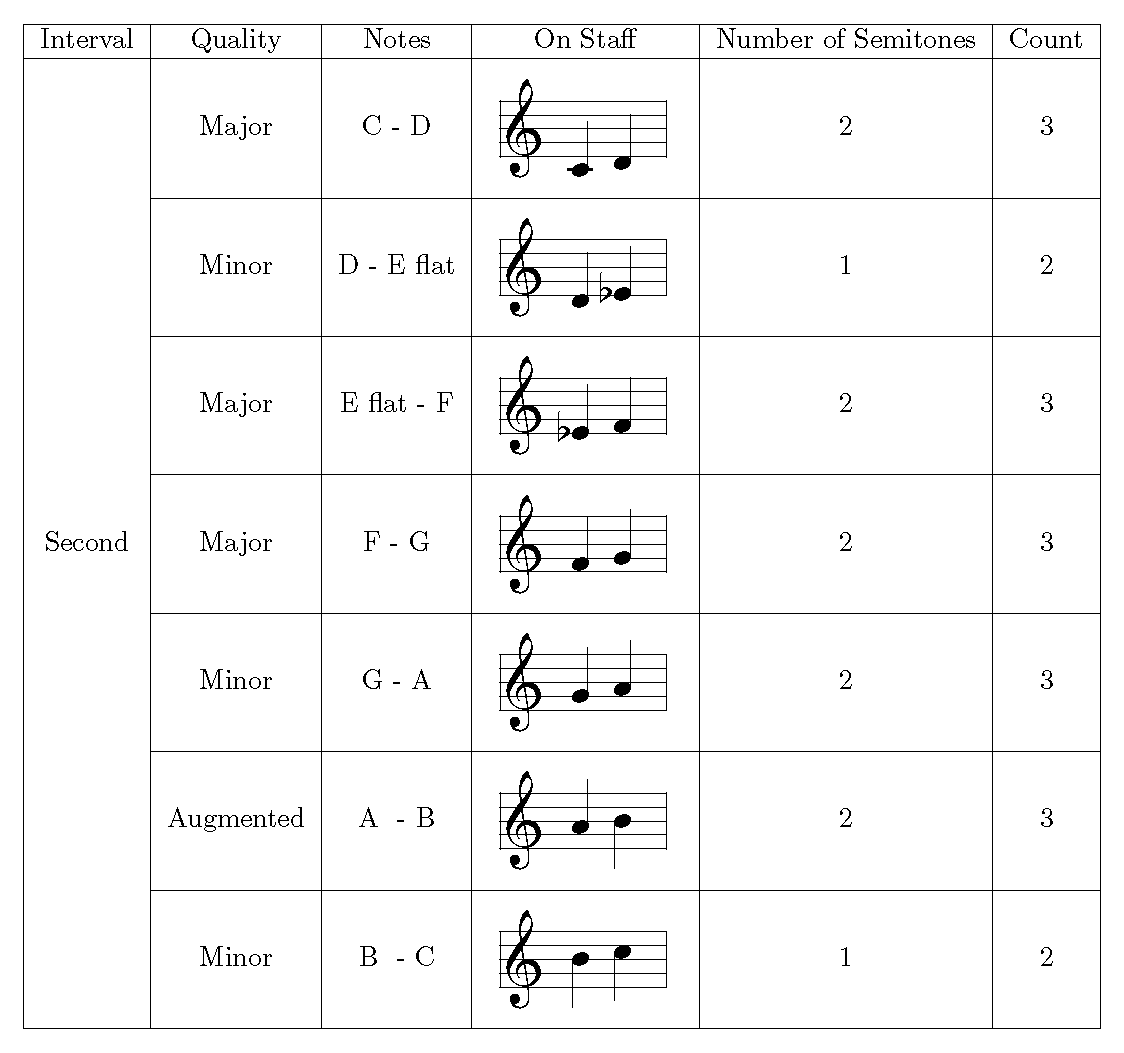 Interval Quality Notes On Staff Number of Semitones Count
Major C - D 2 3
Minor D - E flat 1 2
Major E flat - F 2 3
Second Major F - G 2 3
Minor G - A 2 3
Augmented A - B 2 3
Minor B - C 1 2